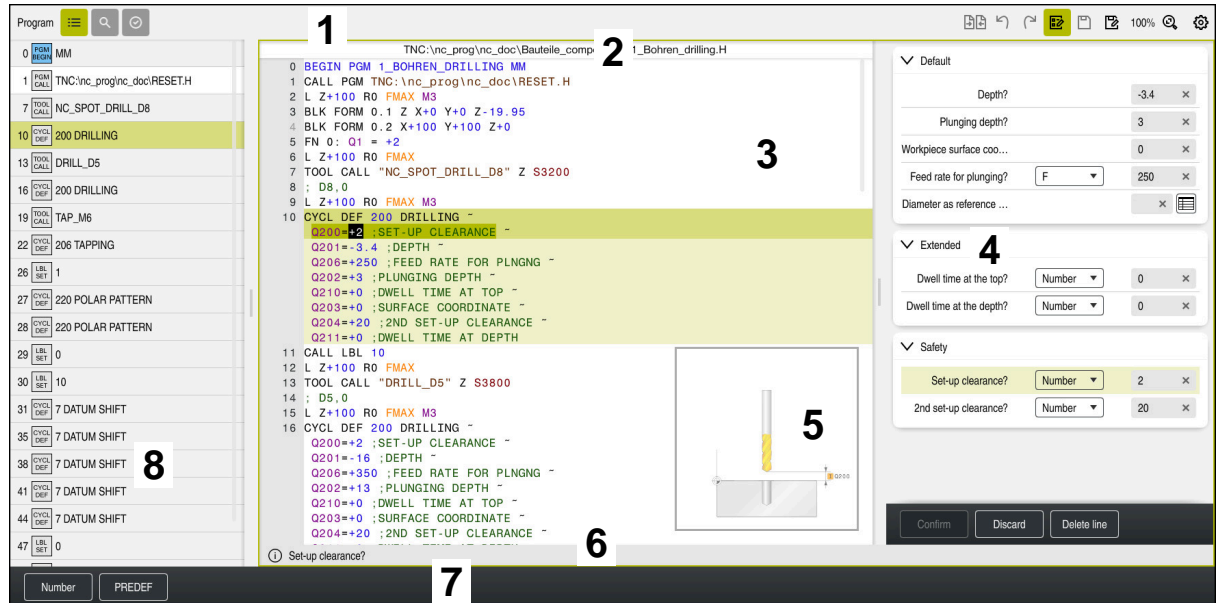 Program
100%
1
2
3
4
5
6
7
8
0 PGM BEGIN MM
1 PGM CALL TNC:\nc_prog\nc_doc\RESET.H
7 TOOL CALL NC_SPOT_DRILL_D8
10 CYCL DEF 200 DRILLING
13 TOOL CALL DRILL_D5
16 CYCL DEF 200 DRILLING
19 TOOL CALL TAP_M6
22 CYCL DEF 206 TAPPING
26 LBL SET 1
27 CYCL DEF 220 POLAR PATTERN
28 CYCL DEF 220 POLAR PATTERN
29 LBL SET 0
30 LBL SET 10
31 CYCL DEF 7 DATUM SHIFT
35 CYCL DEF 7 DATUM SHIFT
38 CYCL DEF 7 DATUM SHIFT
41 CYCL DEF 7 DATUM SHIFT
44 CYCL DEF 7 DATUM SHIFT
47 LBL SET 0
TNC:\nc_prog\nc_doc\Bauteile_compo 1_Bohren_drilling.H
0 BEGIN PGM 1_BOHREN_DRILLING MM
1 CALL PGM TNC:\nc_prog\nc_doc\RESET.H
2 L Z+100 R0 FMAX M3
3 BLK FORM 0.1 Z X+0 Y+0 Z-19.95
4 BLK FORM 0.2 X+100 Y+100 Z+0
5 FN 0: Q1 = +2
6 L Z+100 R0 FMAX
7 TOOL CALL "NC_SPOT_DRILL_D8" Z S3200
8 ; D8,0
9 L Z+100 R0 FMAX M3
10 CYCL DEF 200 DRILLING ~
Q200=+2 ;SET-UP CLEARANCE ~
Q201=-3.4 ;DEPTH ~
Q206=+250 ;FEED RATE FOR PLNGNG ~
Q202=+3 ;PLUNGING DEPTH ~
Q210=+0 ;DWELL TIME AT TOP ~
Q203=+0 ;SURFACE COORDINATE ~
Q204=+20 ;2ND SET-UP CLEARANCE ~
Q211=+0 ;DWELL TIME AT DEPTH
11 CALL LBL 10
12 L Z+100 R0 FMAX
13 TOOL CALL "DRILL_D5" Z S3800
14 ; D5,0
15 L Z+100 R0 FMAX M3
16 CYCL DEF 200 DRILLING ~
Q200=+2 ;SET-UP CLEARANCE ~
Q201=-16 ;DEPTH ~
Q206=+350 ;FEED RATE FOR PLNGNG ~
Q202=+13 ;PLUNGING DEPTH ~
Q210=+0 ;DWELL TIME AT TOP ~
Q203=+0 ;SURFACE COORDINATE ~
Q204=+20 ;2ND SET-UP CLEARANCE ~
Q200
Set-up clearance?
Default
Depth? -3.4
Plunging depth? 3
Workpiece surface coo... 0
Feed rate for plunging? F 250
Diameter as reference ...
Extended
Dwell time at the top? Number 0
Dwell time at the depth? Number 0
Safety
Set-up clearance? Number 2
2nd set-up clearance? Number 20
Confirm
Discard
Delete line
Number
PREDEF